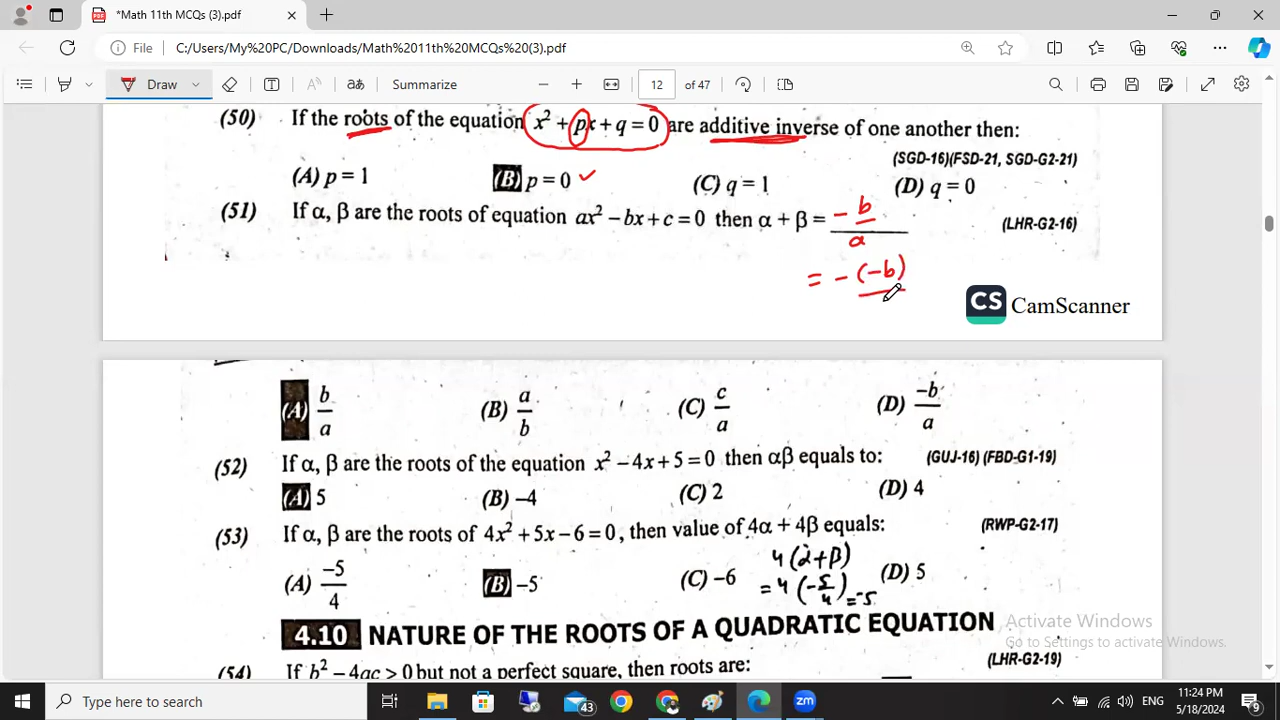 *Math 11th MCQs (3).pdf
File C:/Users/My%20PC/Downloads/Math%2011th%20MCQs%20(3).pdf
Draw Summarize 12 of 47
(50) If the roots of the equation x² + px + q = 0 are additive inverse of one another then:
(SGD-16)(FSD-21, SGD-G2-21)
(A) p = 1 (B) p = 0 ✓ (C) q = 1 (D) q = 0
(51) If α, β are the roots of equation ax² − bx + c = 0 then α + β = − b/a (LHR-G2-16)
= − (−b)
CS CamScanner
(A) b/a (B) a/b (C) c/a (D) −b/a
(52) If α, β are the roots of the equation x² − 4x + 5 = 0 then αβ equals to: (GUJ-16) (FBD-G1-19)
(A) 5 (B) −4 (C) 2 (D) 4
(53) If α, β are the roots of 4x² + 5x − 6 = 0, then value of 4α + 4β equals: (RWP-G2-17)
4(α+β)
(A) −5/4 (B) −5 (C) −6 (D) 5
= 4(−5/4) = −5
4.10 NATURE OF THE ROOTS OF A QUADRATIC EQUATION
Activate Windows
Go to Settings to activate Windows.
(LHR-G2-19)
(54) If b² − 4ac > 0 but not a perfect square, then roots are:
Type here to search 43 zm ENG 11:24 PM 5/18/2024 9